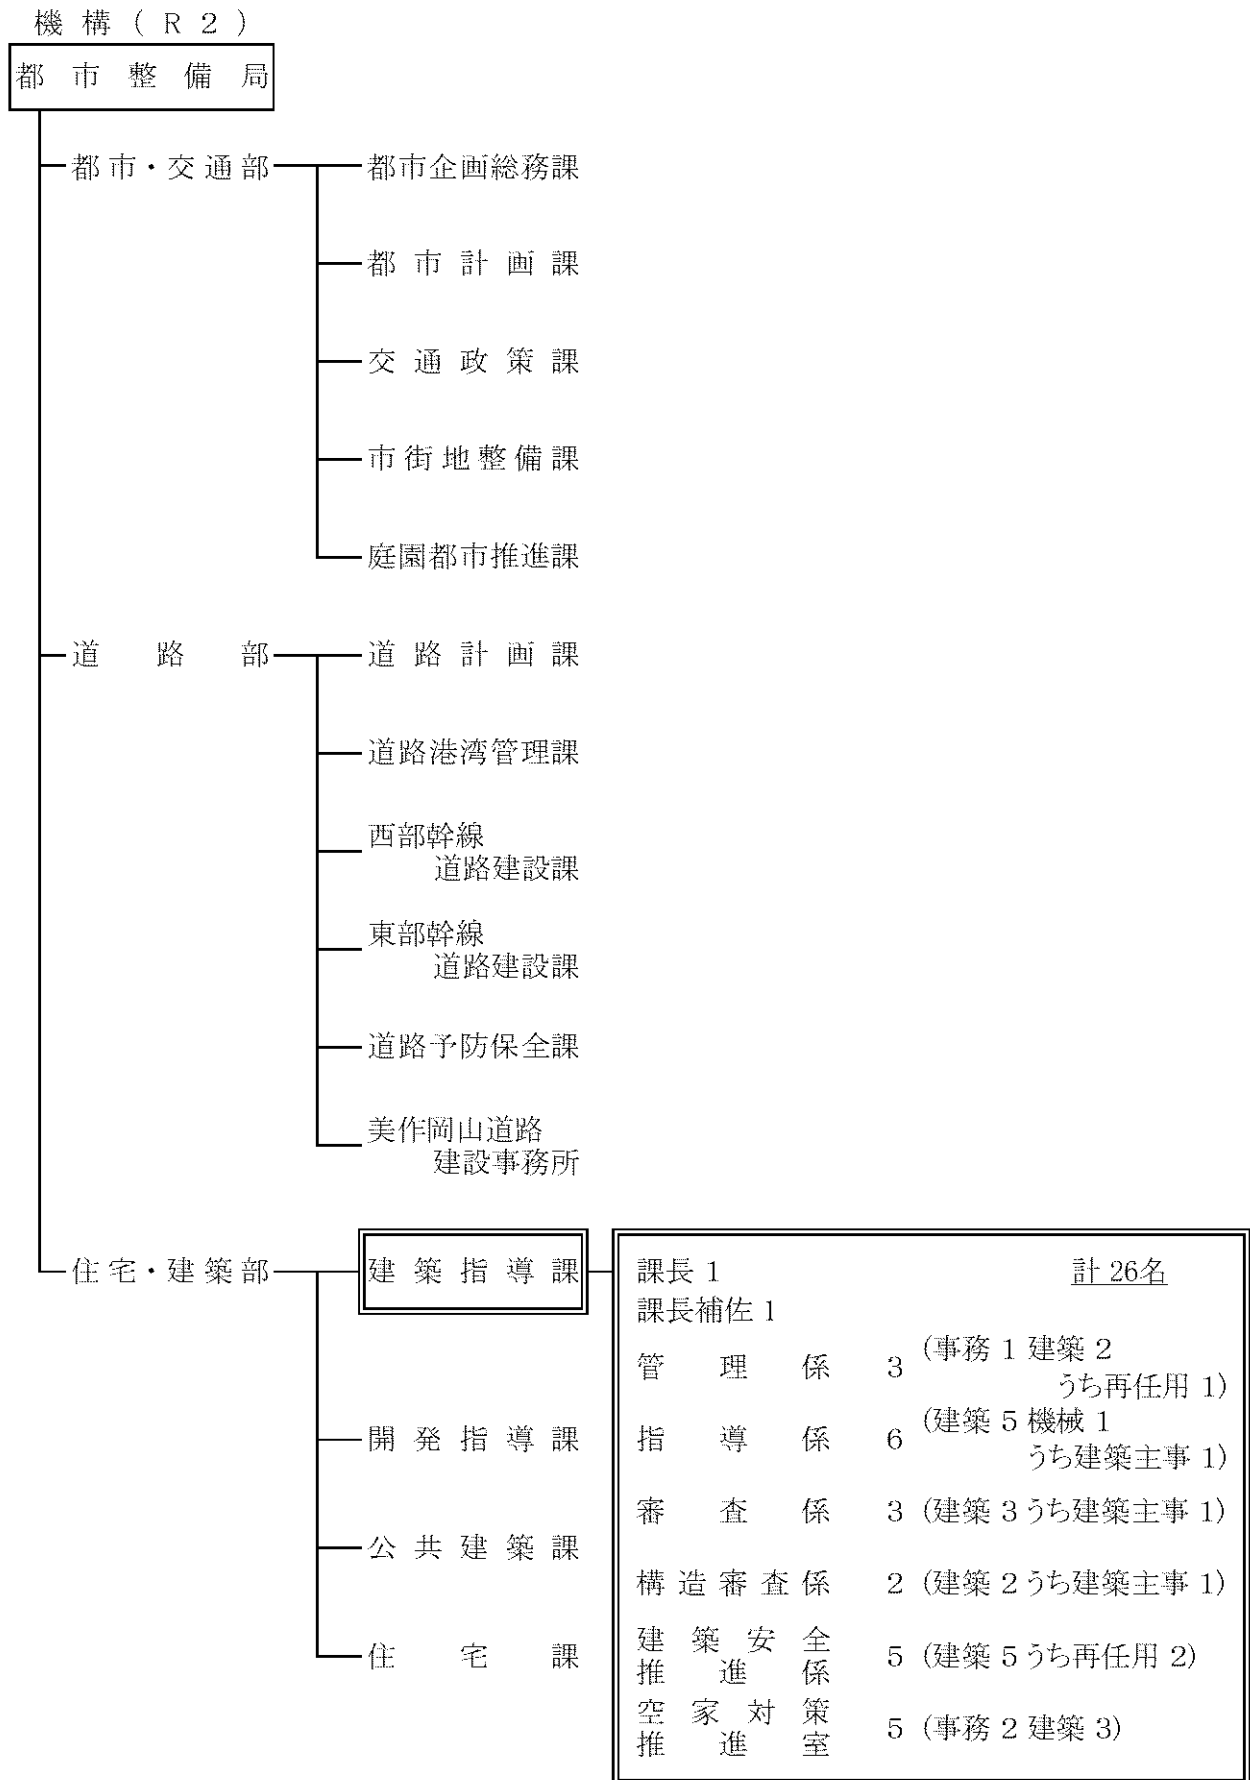 機構(R2)
都市整備局
都市・交通部
都市企画総務課
都市計画課
交通政策課
市街地整備課
庭園都市推進課
道路部
道路計画課
道路港湾管理課
西部幹線
道路建設課
東部幹線
道路建設課
道路予防保全課
美作岡山道路
建設事務所
住宅・建築部
建築指導課
開発指導課
公共建築課
住宅課
課長 1 計 26名
課長補佐 1
管理係 3 (事務 1 建築 2
うち再任用 1)
指導係 6 (建築 5 機械 1
うち建築主事 1)
審査係 3 (建築 3 うち建築主事 1)
構造審査係 2 (建築 2 うち建築主事 1)
建築安全
推進係 5 (建築 5 うち再任用 2)
空家対策
推進室 5 (事務 2 建築 3)